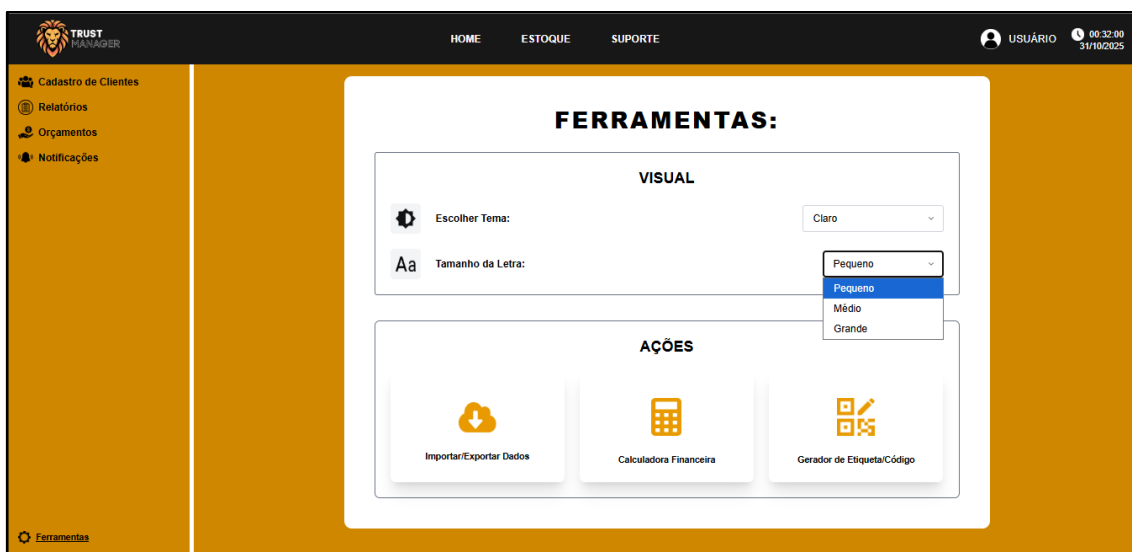 TRUST
MANAGER
HOME
ESTOQUE
SUPORTE
USUÁRIO
00:32:00
31/10/2025
Cadastro de Clientes
Relatórios
Orçamentos
Notificações
Ferramentas
FERRAMENTAS:
VISUAL
Escolher Tema:
Claro
Aa
Tamanho da Letra:
Pequeno
Pequeno
Médio
Grande
AÇÕES
Importar/Exportar Dados
Calculadora Financeira
Gerador de Etiqueta/Código